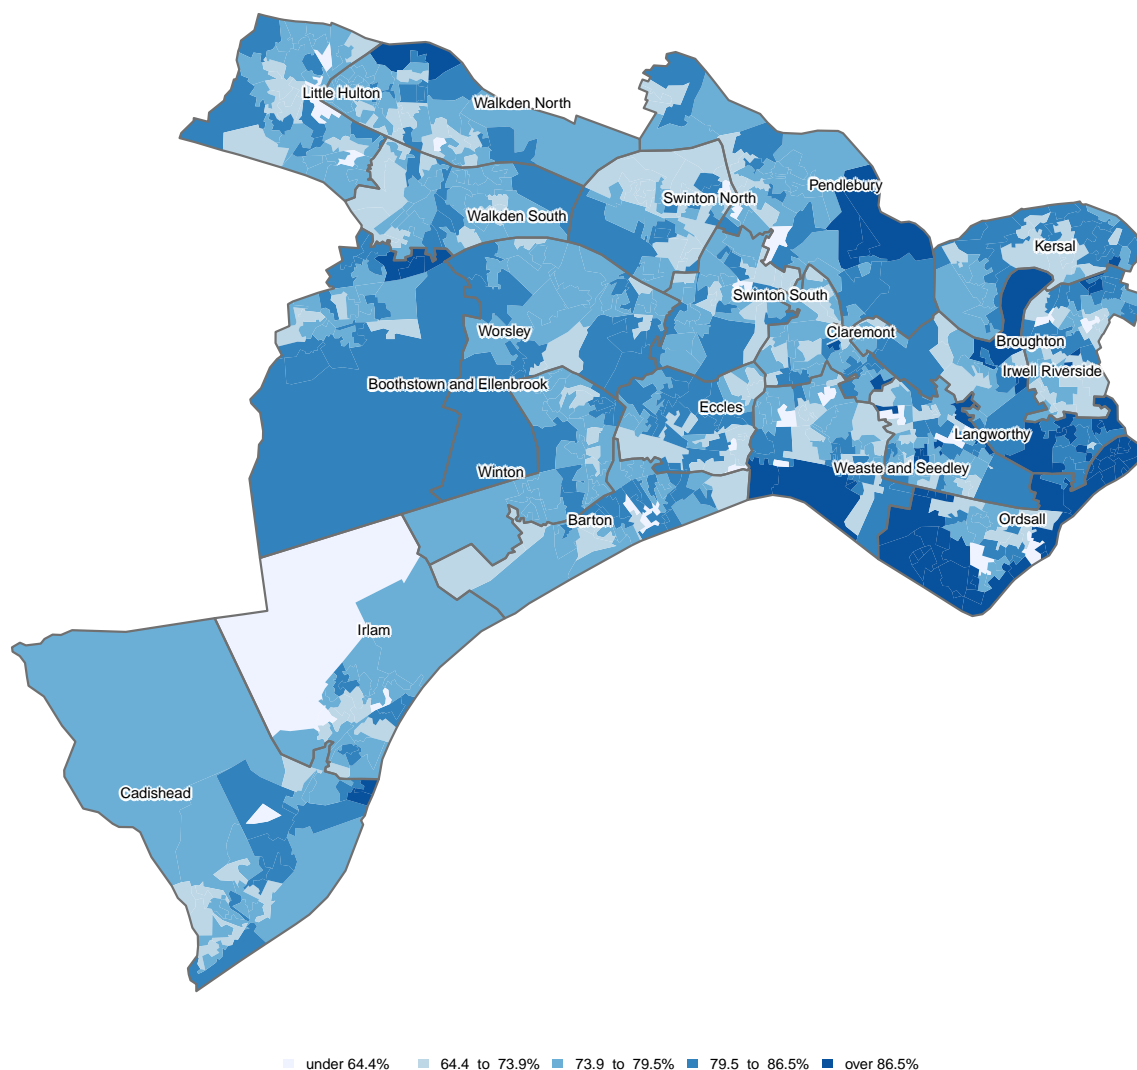 Little Hulton
Walkden North
Pendlebury
Swinton North
Walkden South
Kersal
Swinton South
Worsley
Claremont
Broughton
Irwell Riverside
Boothstown and Ellenbrook
Eccles
Langworthy
Winton
Weaste and Seedley
Barton
Ordsall
Irlam
Cadishead
under 64.4% 64.4 to 73.9% 73.9 to 79.5% 79.5 to 86.5% over 86.5%